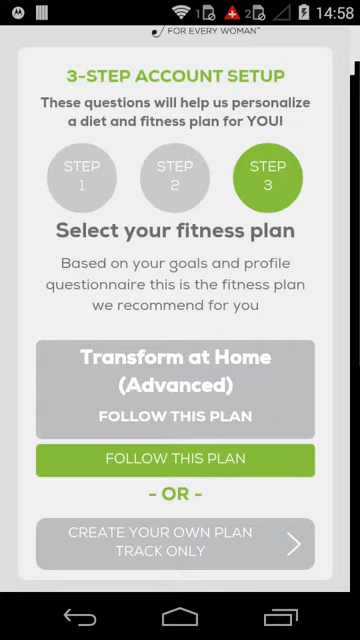 1
2
14:58
FOR EVERY WOMAN™
3-STEP ACCOUNT SETUP
These questions will help us personalize
a diet and fitness plan for YOU!
STEP
1
STEP
2
STEP
3
Select your fitness plan
Based on your goals and profile
questionnaire this is the fitness plan
we recommend for you
Transform at Home
(Advanced)
FOLLOW THIS PLAN
FOLLOW THIS PLAN
- OR -
CREATE YOUR OWN PLAN
TRACK ONLY